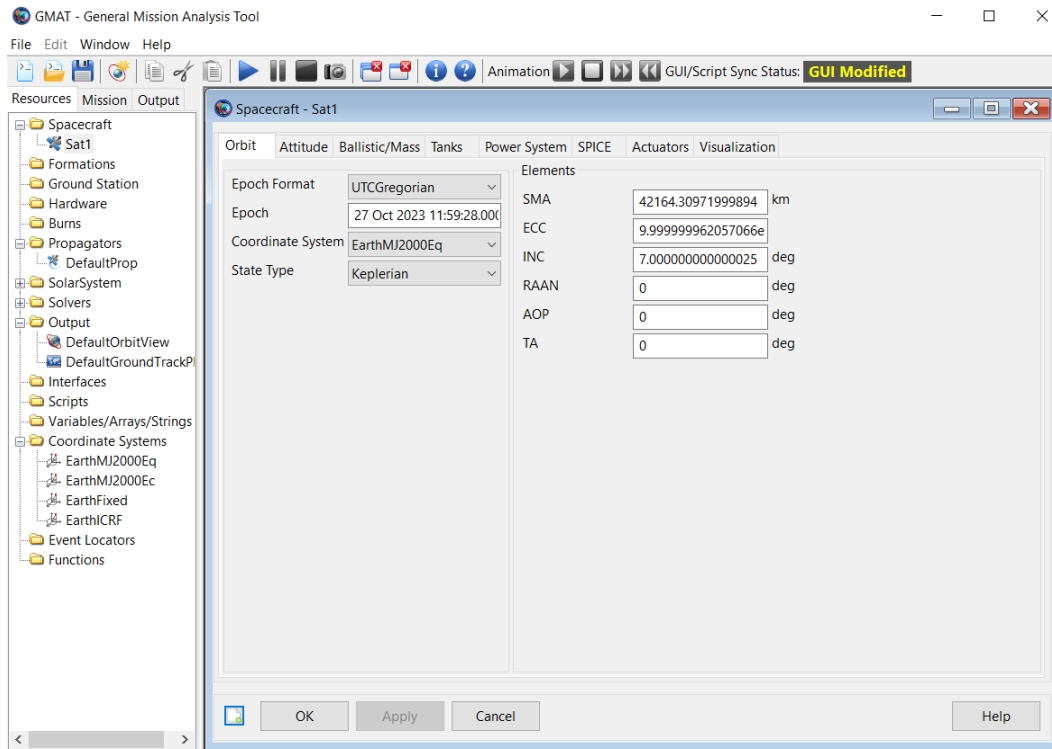 GMAT - General Mission Analysis Tool
File Edit Window Help
Animation GUI/Script Sync Status: GUI Modified
Resources Mission Output
Spacecraft
Sat1
Formations
Ground Station
Hardware
Burns
Propagators
DefaultProp
SolarSystem
Solvers
Output
DefaultOrbitView
DefaultGroundTrackPl
Interfaces
Scripts
Variables/Arrays/Strings
Coordinate Systems
EarthMJ2000Eq
EarthMJ2000Ec
EarthFixed
EarthICRF
Event Locators
Functions
Spacecraft - Sat1
Orbit Attitude Ballistic/Mass Tanks Power System SPICE Actuators Visualization
Epoch Format UTCGregorian
Epoch 27 Oct 2023 11:59:28.00(
Coordinate System EarthMJ2000Eq
State Type Keplerian
Elements
SMA 42164.30971999894 km
ECC 9.999999962057066e
INC 7.000000000000025 deg
RAAN 0 deg
AOP 0 deg
TA 0 deg
OK Apply Cancel Help